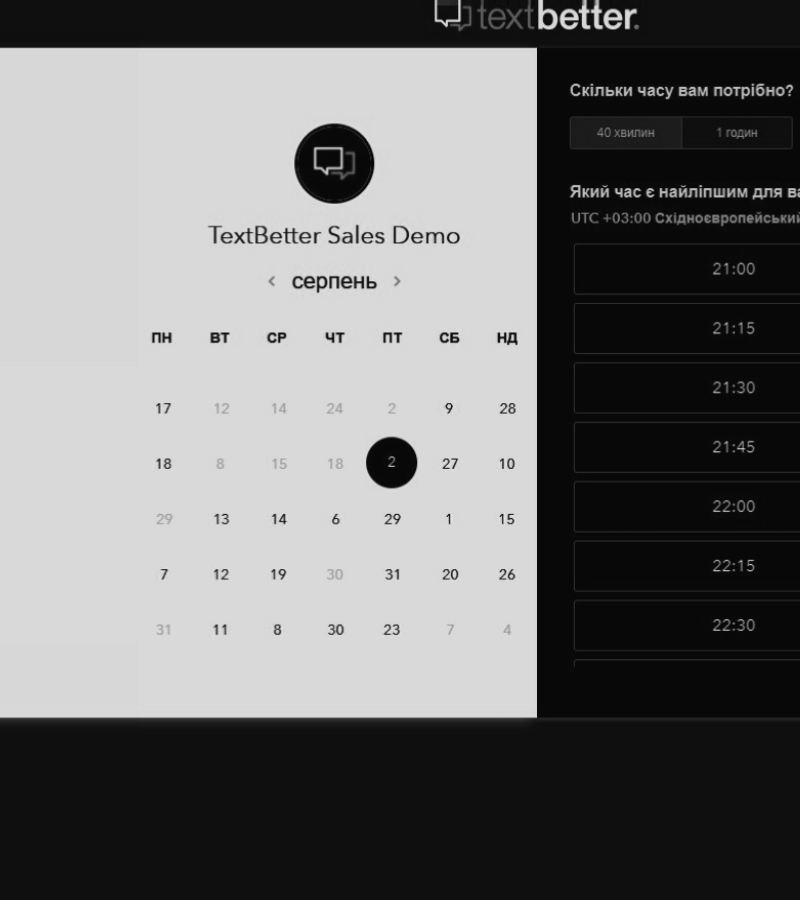 textbetter.
TextBetter Sales Demo
< серпень >
ПН ВТ СР ЧТ ПТ СБ НД
17 12 14 24 2 9 28
18 8 15 18 2 27 10
29 13 14 6 29 1 15
7 12 19 30 31 20 26
31 11 8 30 23 7 4
Скільки часу вам потрібно?
40 хвилин 1 годин
Який час є найліпшим для ва
UTC +03:00 Східноєвропейський
21:00
21:15
21:30
21:45
22:00
22:15
22:30